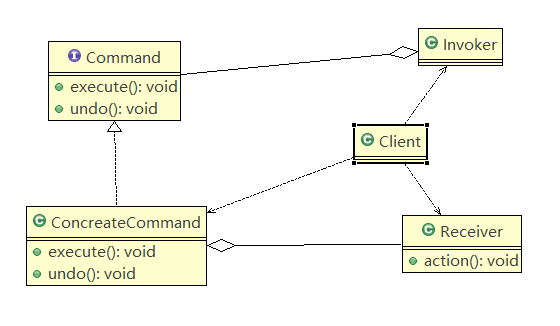 Command
execute(): void
undo(): void
Invoker
Client
ConcreateCommand
execute(): void
undo(): void
Receiver
action(): void